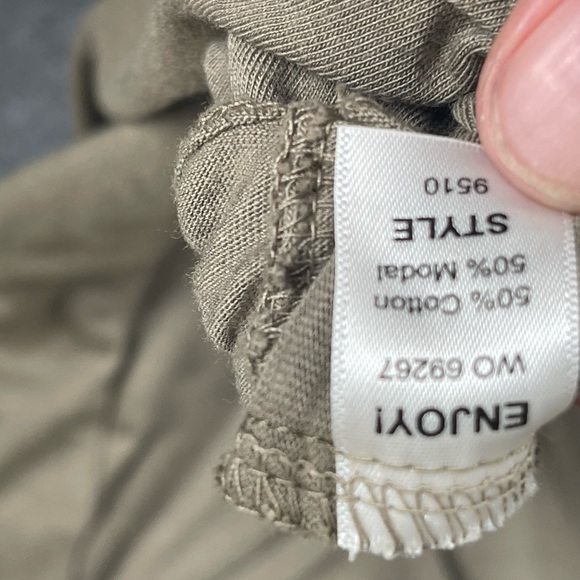 ENJOY!
WO 69267
50% Cotton
50% Modal
STYLE
9510